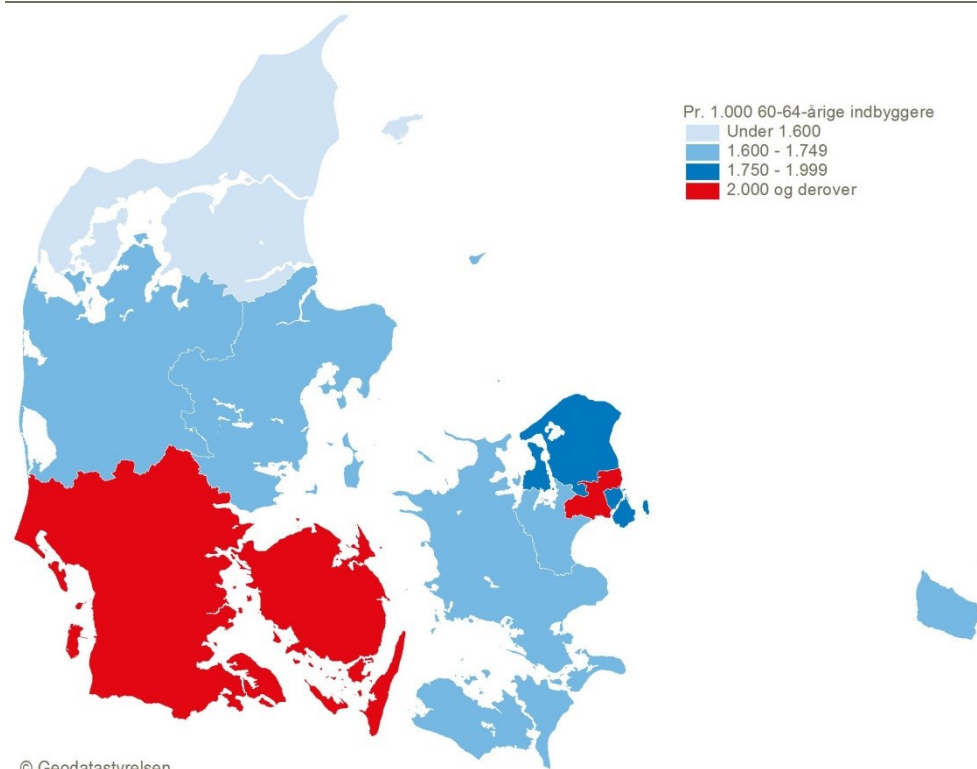 Pr. 1.000 60-64-årige indbyggere
Under 1.600
1.600 - 1.749
1.750 - 1.999
2.000 og derover
© Geodatastyrelsen